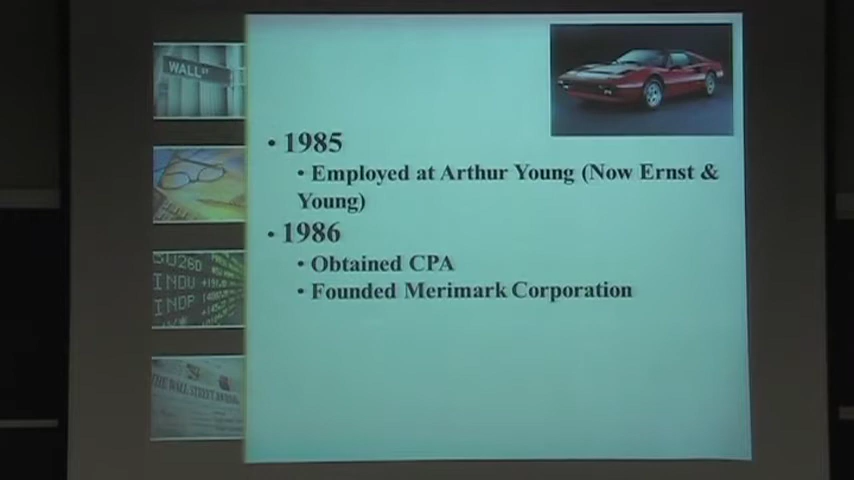 WALL ST
• 1985
• Employed at Arthur Young (Now Ernst &
Young)
• 1986
• Obtained CPA
• Founded Merimark Corporation
INDU
INDP
THE WALL STREET JOURNAL